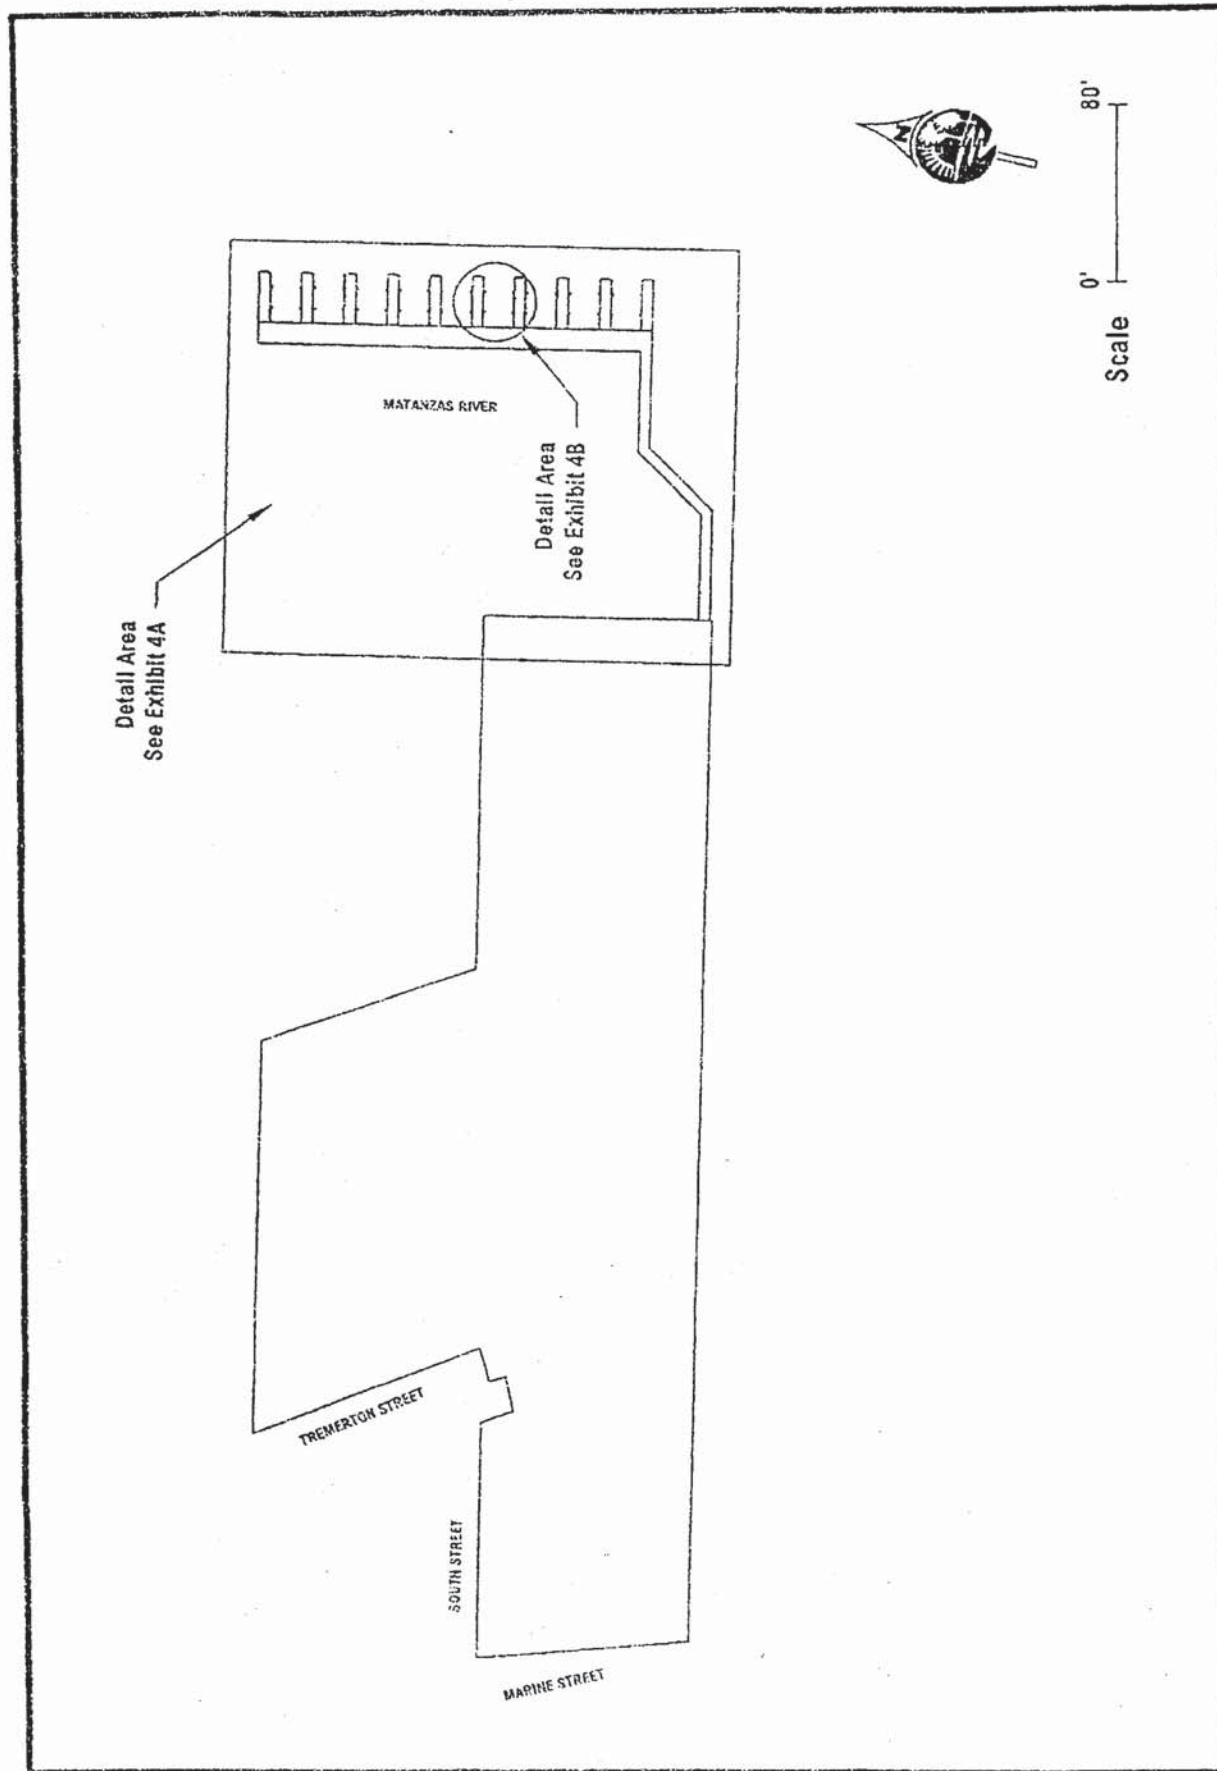 Detail Area
See Exhibit 4A
MATANZAS RIVER
Detail Area
See Exhibit 4B
N
Scale
0'
80'
TREMERTON STREET
SOUTH STREET
MARINE STREET